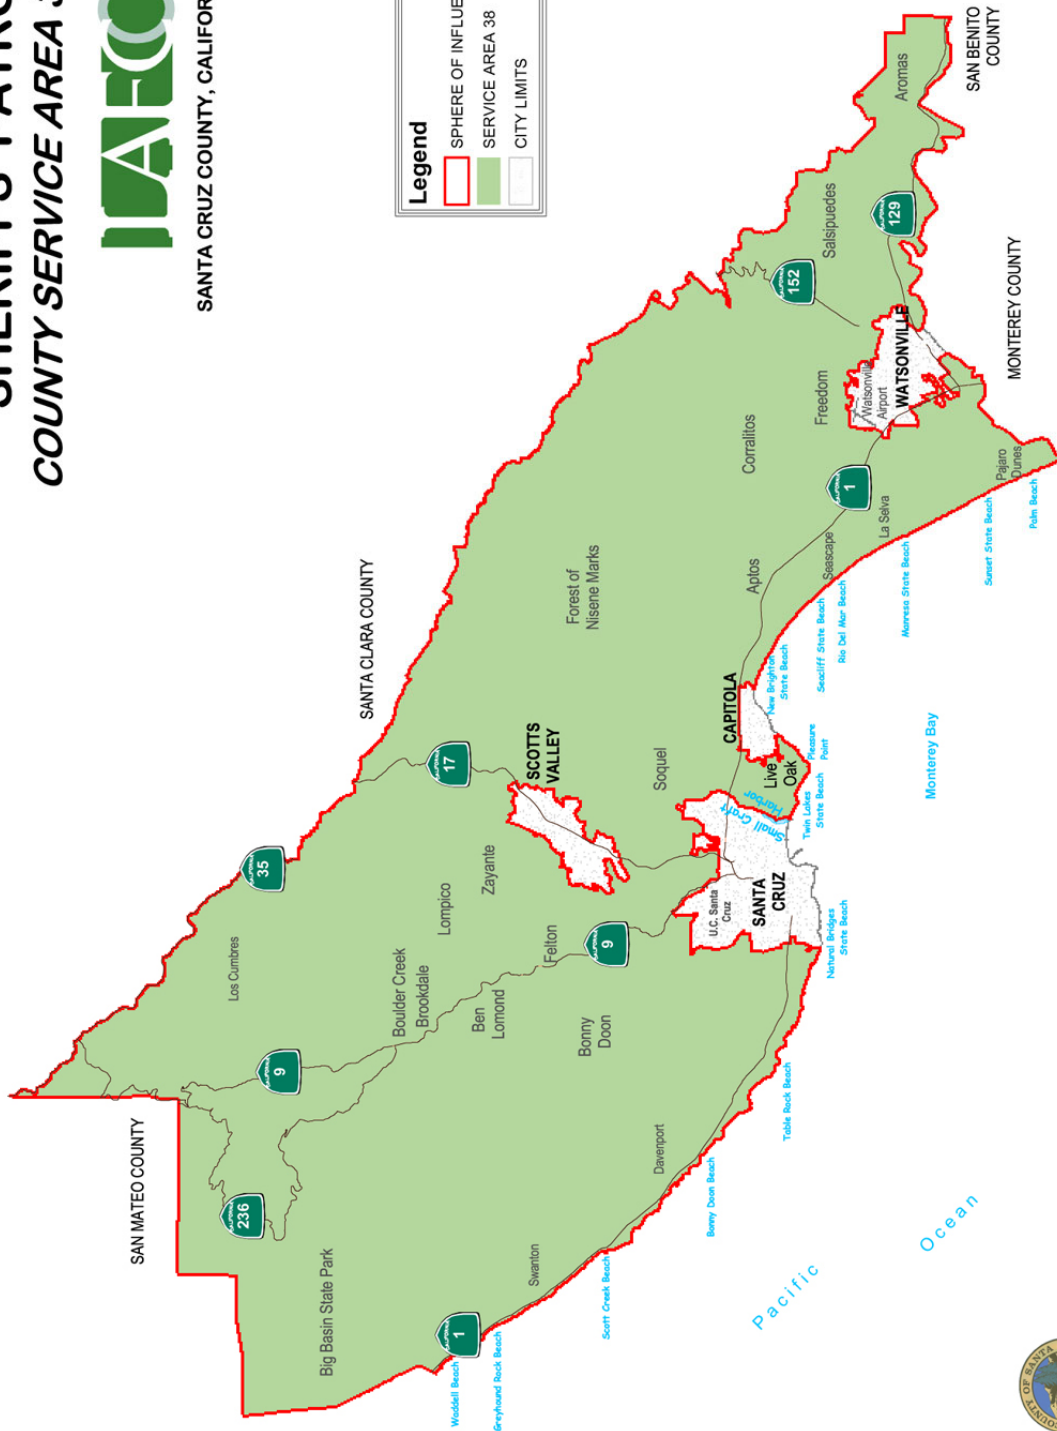 COUNTY SERVICE AREA
LAFCO
SANTA CRUZ COUNTY, CALIFOR
Legend
SPHERE OF INFLUE
SERVICE AREA 38
CITY LIMITS
SAN MATEO COUNTY
SANTA CLARA COUNTY
SAN BENITO
COUNTY
MONTEREY COUNTY
35
9
236
17
9
1
152
129
1
Los Cumbres
Big Basin State Park
Boulder Creek
Brookdale
Lompico
Zayante
Ben
Lomond
Felton
Bonny
Doon
Swanton
Davenport
SCOTTS
VALLEY
Forest of
Nisene Marks
Soquel
U.C. Santa
Cruz
SANTA
CRUZ
CAPITOLA
Live
Oak
Small Craft
Harbor
Aptos
Corralitos
Freedom
Salsipuedes
Aromas
Watsonville
Airport
WATSONVILLE
Seascape
La Selva
Pajaro
Dunes
Waddell Beach
Greyhound Rock Beach
Scott Creek Beach
Bonny Doon Beach
Table Rock Beach
Natural Bridges
State Beach
Twin Lakes
State Beach
Pleasure
Point
New Brighton
State Beach
Seacliff State Beach
Rio Del Mar Beach
Manresa State Beach
Sunset State Beach
Palm Beach
Monterey Bay
Pacific
Ocean
COUNTY OF SANTA